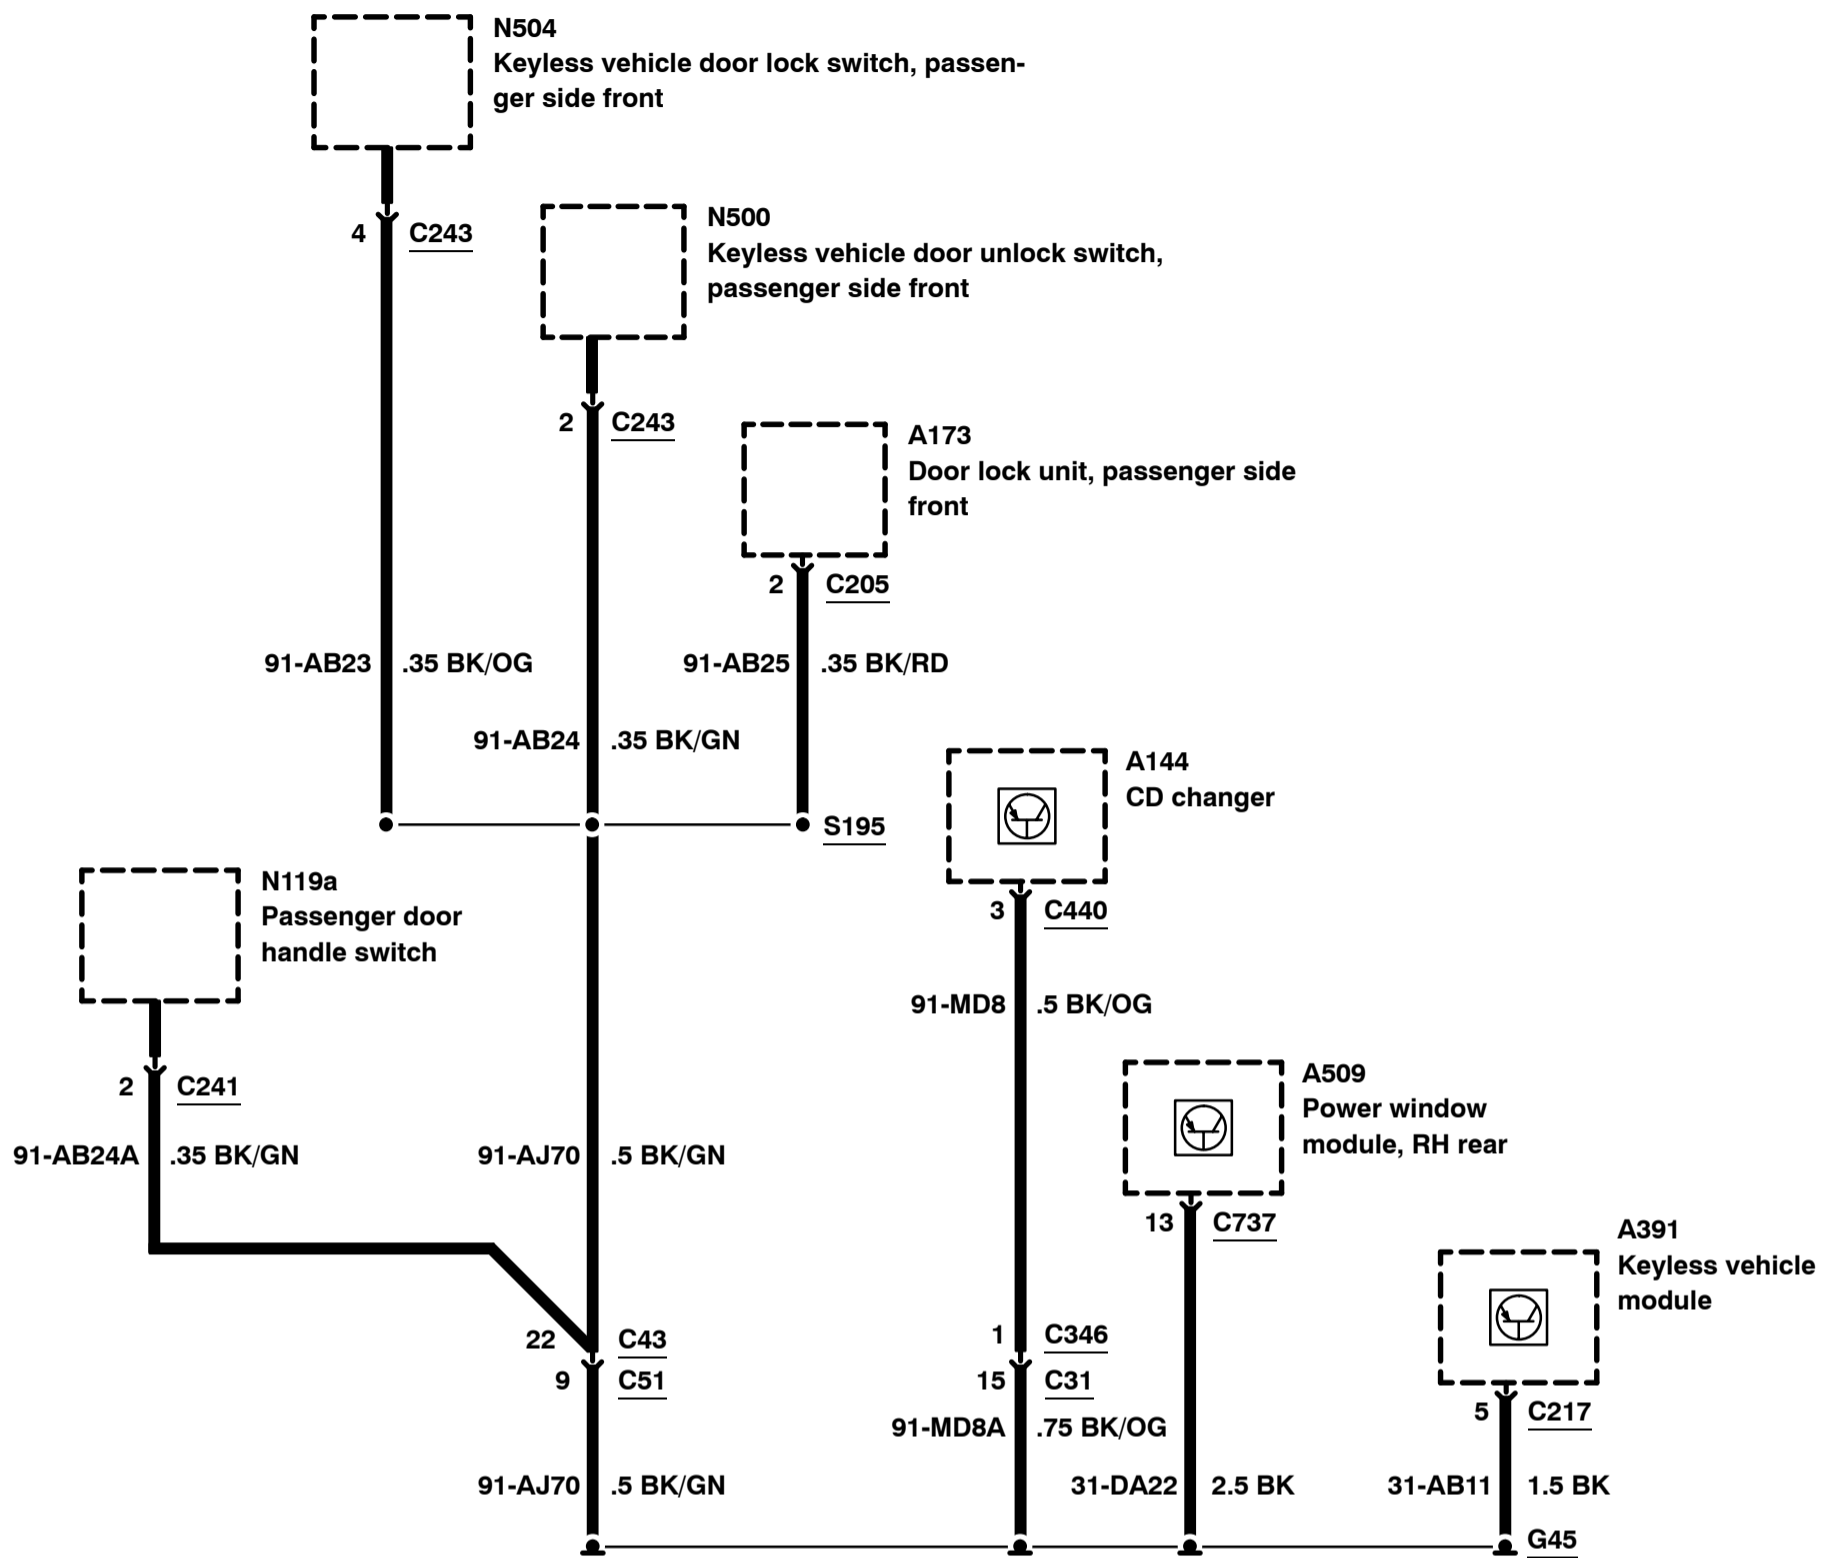 N504
Keyless vehicle door lock switch, passen-
ger side front
4 C243
N500
Keyless vehicle door unlock switch,
passenger side front
2 C243
A173
Door lock unit, passenger side
front
2 C205
91-AB23 .35 BK/OG
91-AB25 .35 BK/RD
91-AB24 .35 BK/GN
S195
A144
CD changer
3 C440
N119a
Passenger door
handle switch
2 C241
91-MD8 .5 BK/OG
A509
Power window
module, RH rear
13 C737
91-AB24A .35 BK/GN
91-AJ70 .5 BK/GN
A391
Keyless vehicle
module
5 C217
22 C43
9 C51
1 C346
15 C31
91-MD8A .75 BK/OG
91-AJ70 .5 BK/GN
31-DA22 2.5 BK
31-AB11 1.5 BK
G45